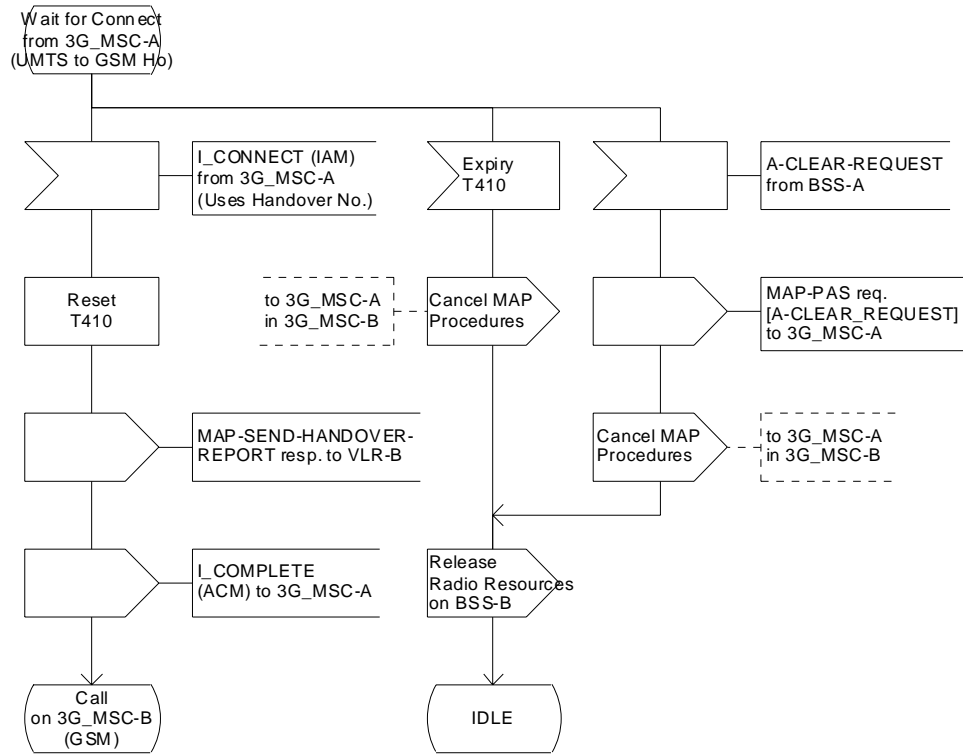 Wait for Connect
from 3G_MSC-A
(UMTS to GSM Ho)
I_CONNECT (IAM)
from 3G_MSC-A
(Uses Handover No.)
Expiry
T410
A-CLEAR-REQUEST
from BSS-A
Reset
T410
to 3G_MSC-A
in 3G_MSC-B
Cancel MAP
Procedures
MAP-PAS req.
[A-CLEAR_REQUEST]
to 3G_MSC-A
MAP-SEND-HANDOVER-
REPORT resp. to VLR-B
Cancel MAP
Procedures
to 3G_MSC-A
in 3G_MSC-B
I_COMPLETE
(ACM) to 3G_MSC-A
Release
Radio Resources
on BSS-B
Call
on 3G_MSC-B
(GSM)
IDLE